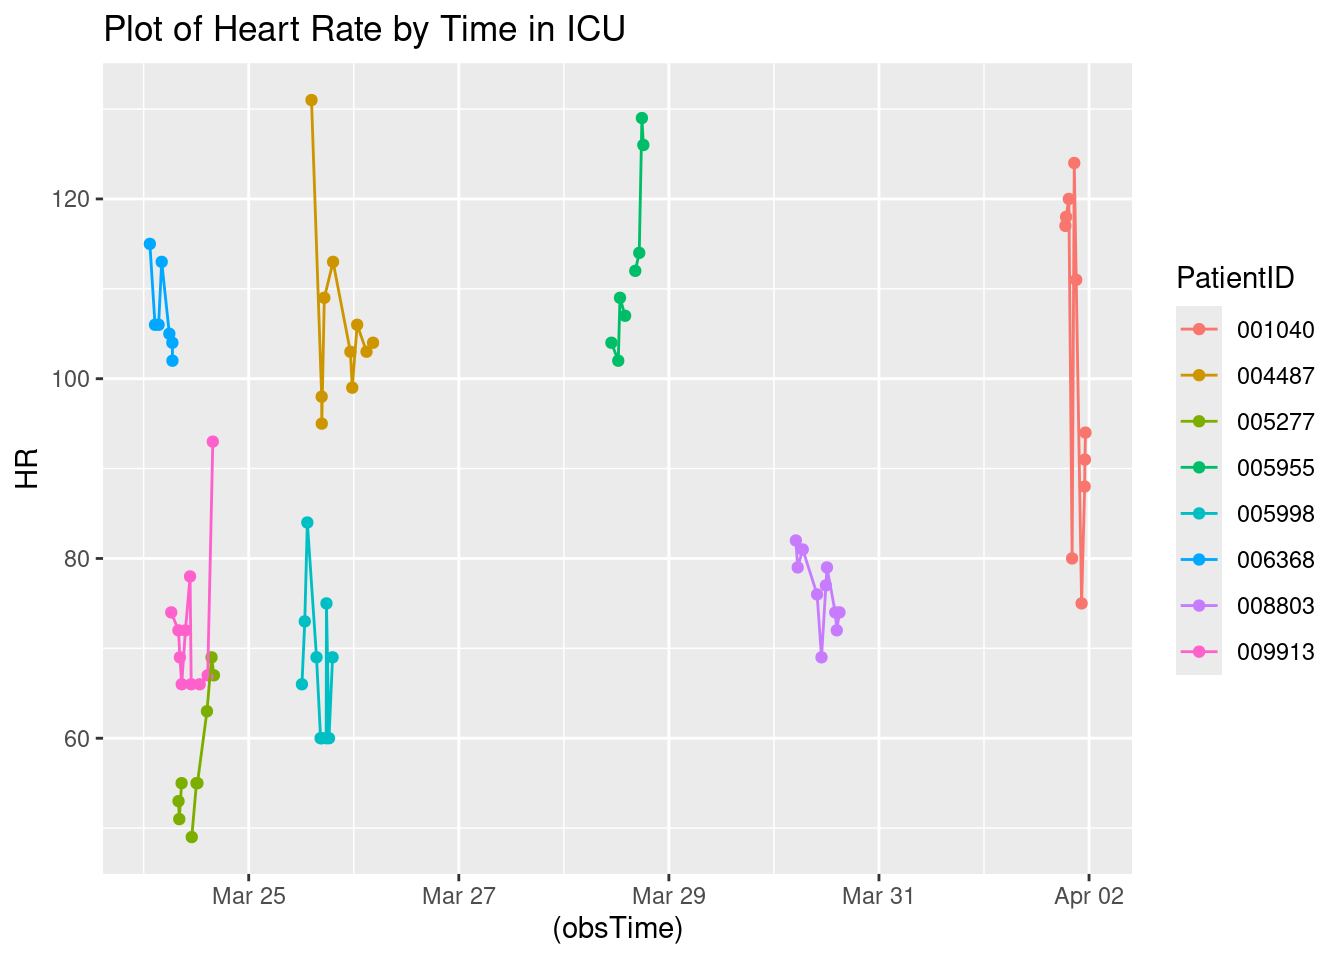 Plot of Heart Rate by Time in ICU
120
100
80
60
HR
Mar 25
Mar 27
Mar 29
Mar 31
Apr 02
(obsTime)
PatientID
001040
004487
005277
005955
005998
006368
008803
009913